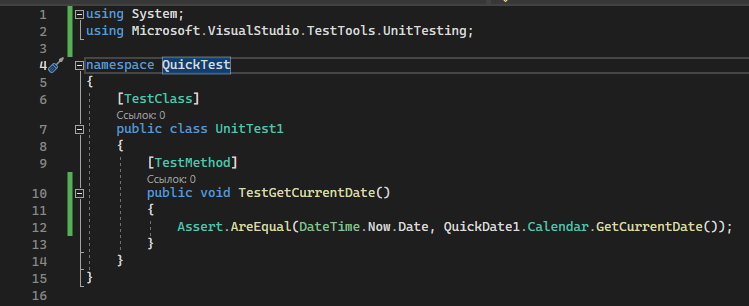 1 using System;
2 using Microsoft.VisualStudio.TestTools.UnitTesting;
3
4 namespace QuickTest
5 {
6 [TestClass]
Ссылок: 0
7 public class UnitTest1
8 {
9 [TestMethod]
Ссылок: 0
10 public void TestGetCurrentDate()
11 {
12 Assert.AreEqual(DateTime.Now.Date, QuickDate1.Calendar.GetCurrentDate());
13 }
14 }
15 }
16